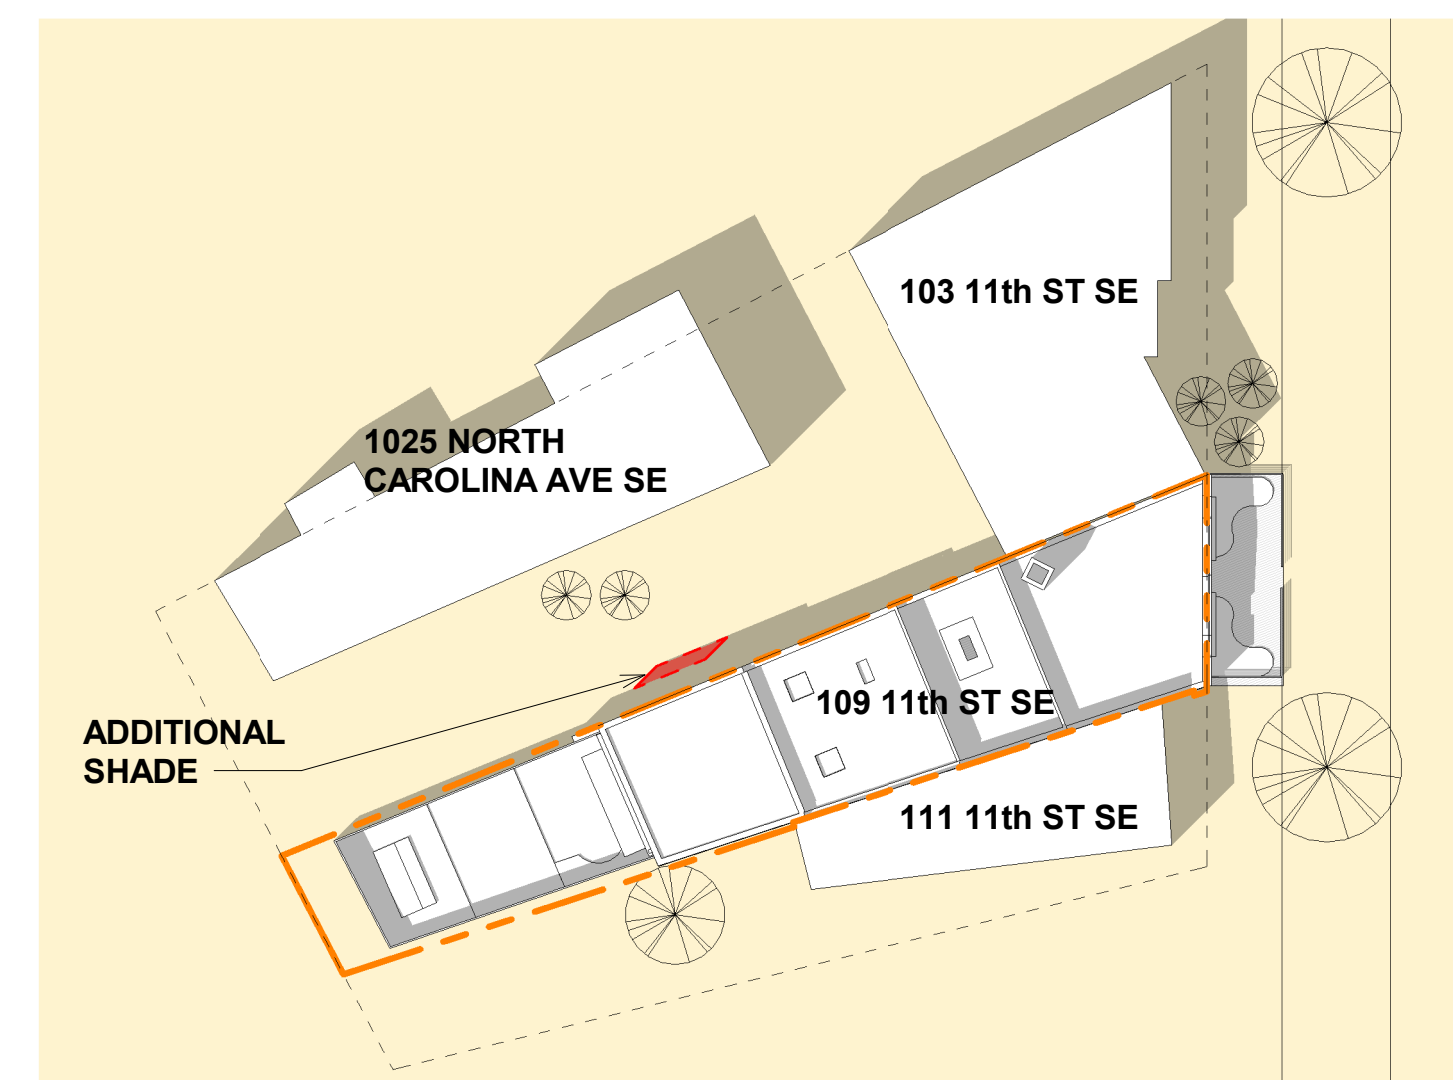 103 11th ST SE
1025 NORTH
CAROLINA AVE SE
109 11th ST SE
ADDITIONAL
SHADE
111 11th ST SE